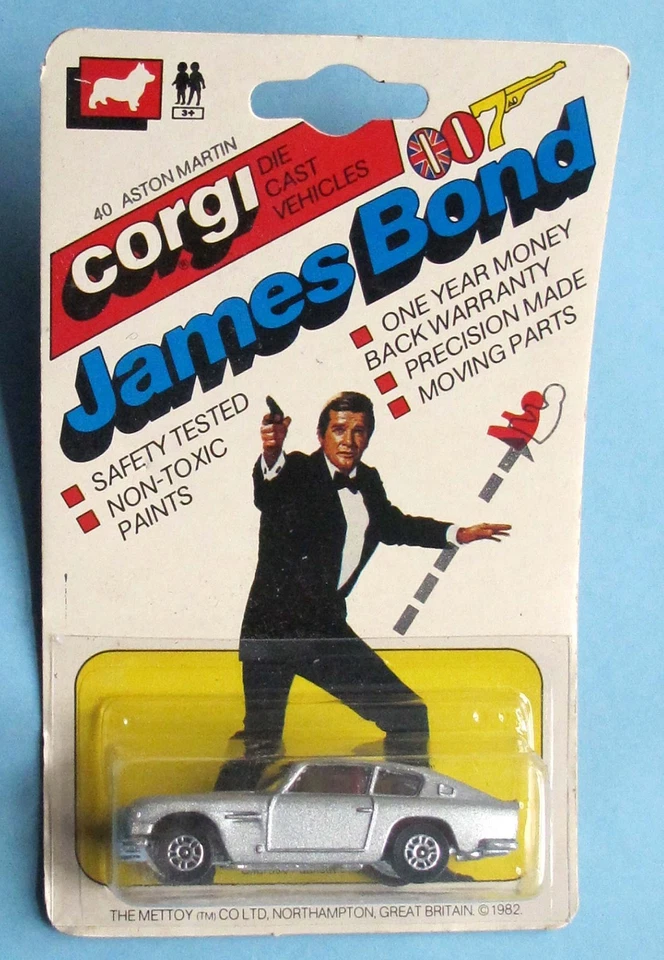 3+
40 ASTON MARTIN
corgi®
DIE
CAST
VEHICLES
007
James Bond
ONE YEAR MONEY
BACK WARRANTY
PRECISION MADE
MOVING PARTS
SAFETY TESTED
NON-TOXIC
PAINTS
THE METTOY (TM) CO LTD, NORTHAMPTON, GREAT BRITAIN. © 1982.